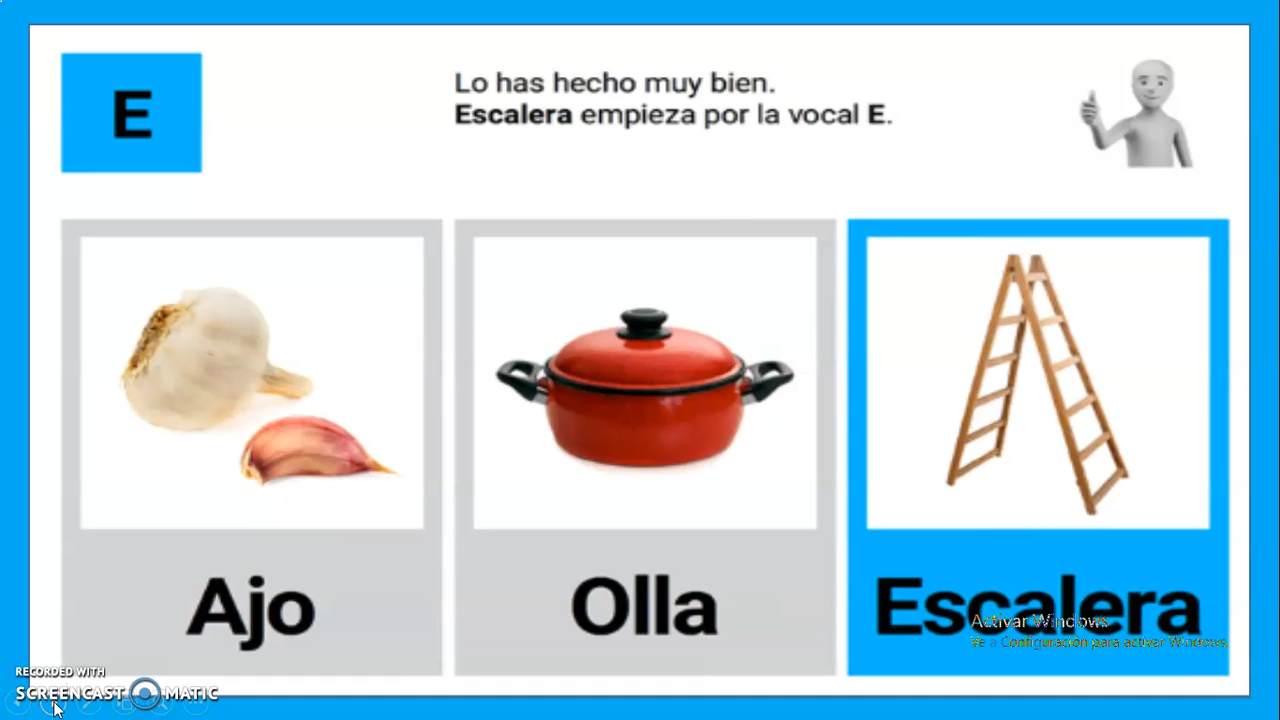 E
Lo has hecho muy bien.
Escalera empieza por la vocal E.
Ajo
Olla
Escalera
Activar Windows
Ve a Configuración para activar Windows.
RECORDED WITH
SCREENCAST MATIC